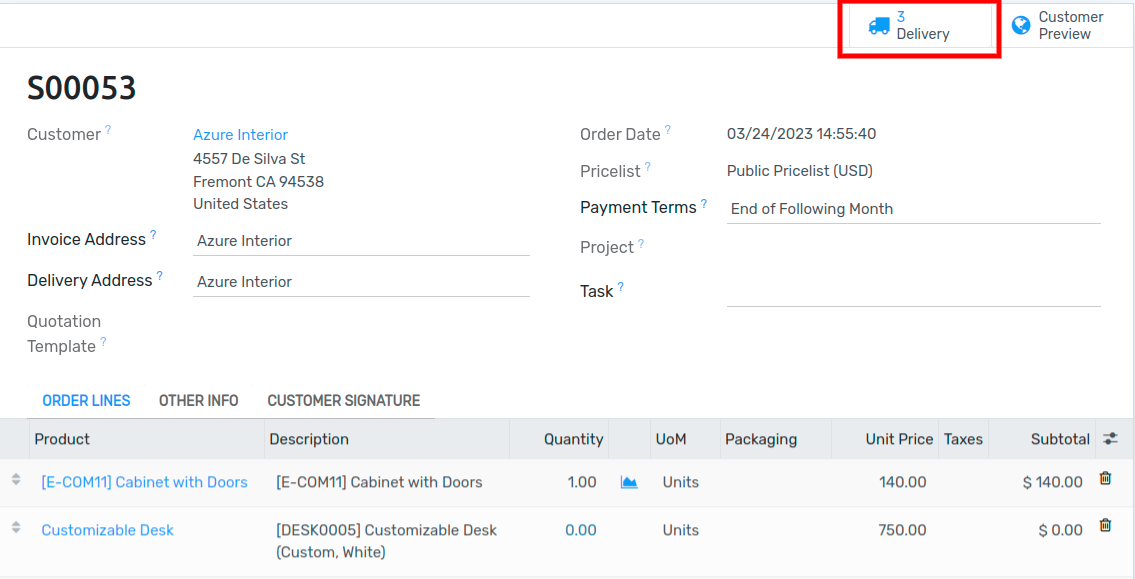 3
Delivery
Customer
Preview
S00053
Customer ?
Azure Interior
4557 De Silva St
Fremont CA 94538
United States
Invoice Address ?
Azure Interior
Delivery Address ?
Azure Interior
Quotation
Template ?
Order Date ?
03/24/2023 14:55:40
Pricelist ?
Public Pricelist (USD)
Payment Terms ?
End of Following Month
Project ?
Task ?
ORDER LINES OTHER INFO CUSTOMER SIGNATURE
Product Description Quantity UoM Packaging Unit Price Taxes Subtotal
[E-COM11] Cabinet with Doors [E-COM11] Cabinet with Doors 1.00 Units 140.00 $ 140.00
Customizable Desk [DESK0005] Customizable Desk 0.00 Units 750.00 $ 0.00
(Custom, White)